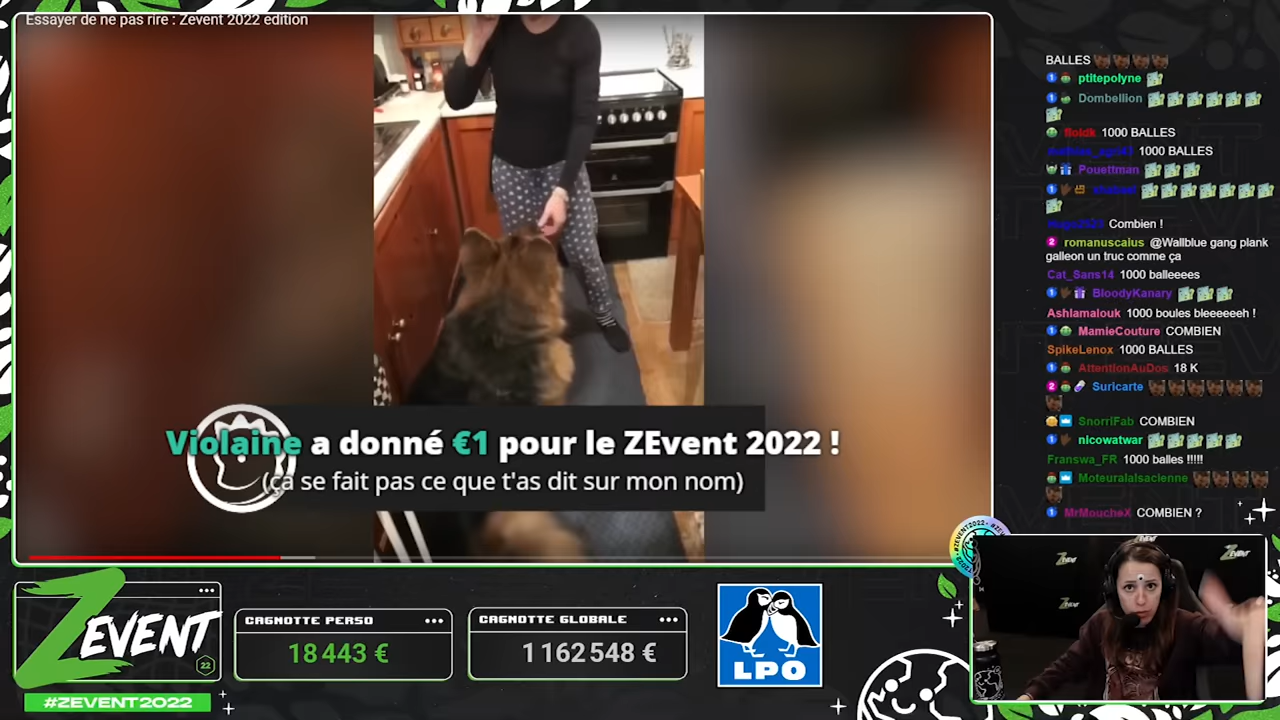 Essayer de ne pas rire : Zevent 2022 edition
Violaine a donné €1 pour le ZEvent 2022 !
(ça se fait pas ce que t'as dit sur mon nom)
BALLES
ptitepolyne
Dombellion
floidk 1000 BALLES
1000 BALLES
Pouettman
Combien !
romanuscaius @Wallblue gang plank
galleon un truc comme ça
Cat_Sans14 1000 balleeees
BloodyKanary
Ashlamalouk 1000 boules bleeeeeeh !
MamieCouture COMBIEN
SpikeLenox 1000 BALLES
AttentionAuDos 18 K
Suricarte
SnorriFab COMBIEN
nicowatwar
Franswa_FR 1000 balles !!!!!
Moteuralalsacienne
MrMoucheX COMBIEN ?
ZEVENT
22
#ZEVENT2022
CAGNOTTE PERSO
18 443 €
CAGNOTTE GLOBALE
1 162 548 €
LPO